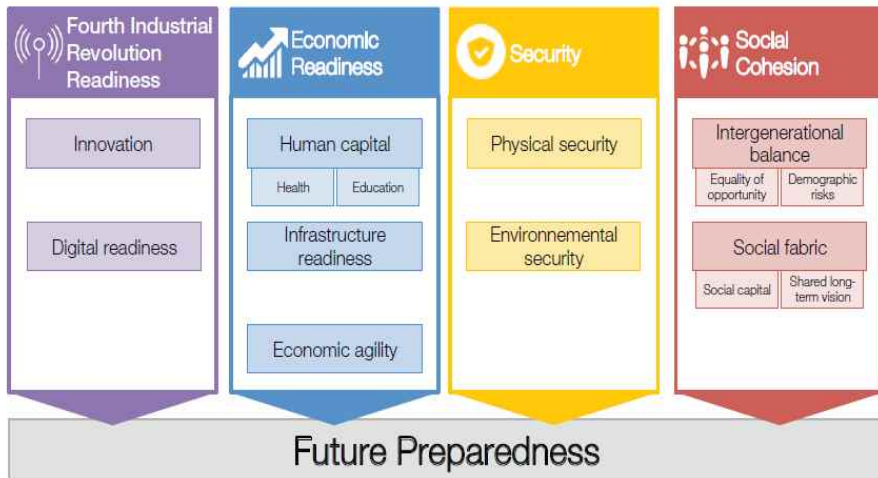 Fourth Industrial
Revolution
Readiness
Innovation
Digital readiness
Economic
Readiness
Human capital
Health
Education
Infrastructure
readiness
Economic agility
Security
Physical security
Environnemental
security
Social
Cohesion
Intergenerational
balance
Equality of
opportunity
Demographic
risks
Social fabric
Social capital
Shared long-
term vision
Future Preparedness